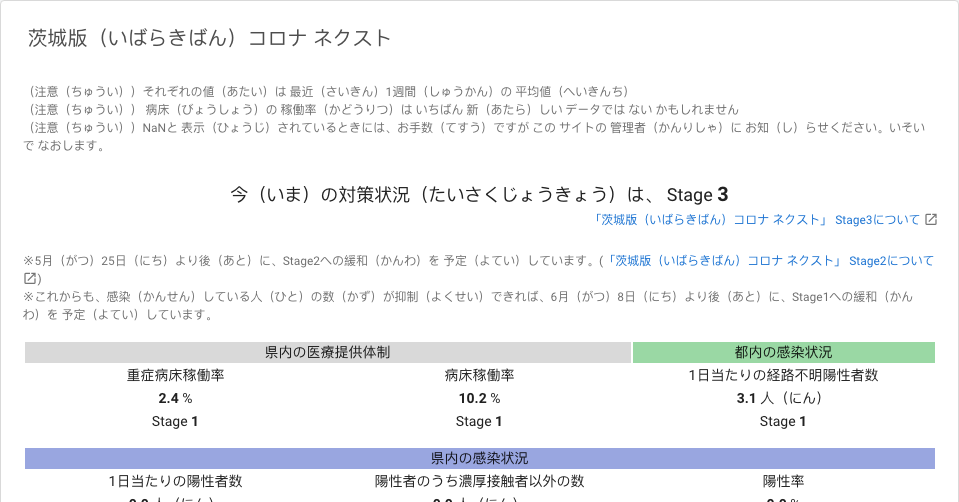 茨城版（いばらきばん）コロナ ネクスト
（注意（ちゅうい））それぞれの値（あたい）は 最近（さいきん）1週間（しゅうかん）の 平均値（へいきんち）
（注意（ちゅうい）） 病床（びょうしょう）の 稼働率（かどうりつ）は いちばん 新（あたら）しい データでは ない かもしれません
（注意（ちゅうい））NaNと 表示（ひょうじ）されているときには、お手数（てすう）ですが この サイトの 管理者（かんりしゃ）に お知（し）らせください。いそい
で なおします。
今（いま）の対策状況（たいさくじょうきょう）は、 Stage 3
「茨城版（いばらきばん）コロナ ネクスト」 Stage3について
※5月（がつ）25日（にち）より後（あと）に、Stage2への緩和（かんわ）を 予定（よてい）しています。(「茨城版（いばらきばん）コロナ ネクスト」 Stage2について
)
※これからも、感染（かんせん）している人（ひと）の数（かず）が抑制（よくせい）できれば、6月（がつ）8日（にち）より後（あと）に、Stage1への緩和（かん
わ）を 予定（よてい）しています。
県内の医療提供体制 都内の感染状況
重症病床稼働率 病床稼働率 1日当たりの経路不明陽性者数
2.4 % 10.2 % 3.1 人（にん）
Stage 1 Stage 1 Stage 1
県内の感染状況
1日当たりの陽性者数 陽性者のうち濃厚接触者以外の数 陽性率